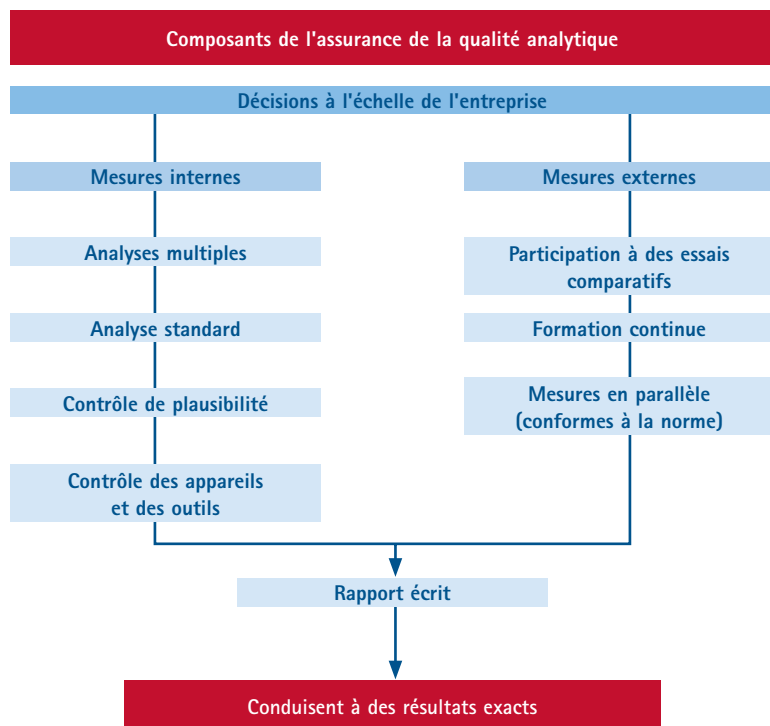 Composants de l'assurance de la qualité analytique
Décisions à l'échelle de l'entreprise
Mesures internes
Analyses multiples
Analyse standard
Contrôle de plausibilité
Contrôle des appareils
et des outils
Mesures externes
Participation à des essais
comparatifs
Formation continue
Mesures en parallèle
(conformes à la norme)
Rapport écrit
Conduisent à des résultats exacts